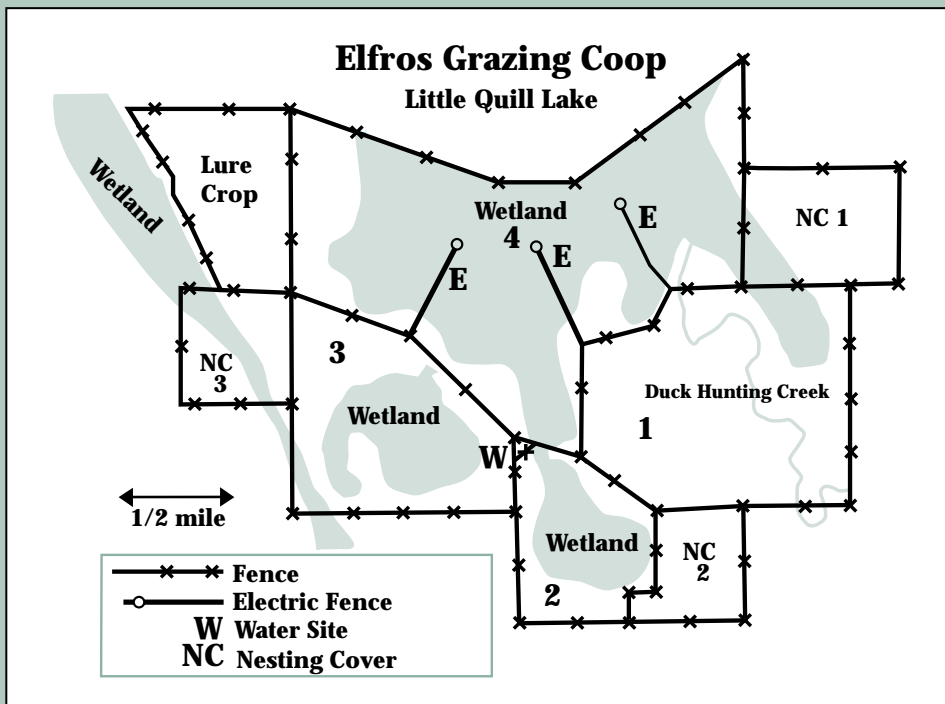 Elfros Grazing Coop
Little Quill Lake
Lure
Crop
Wetland
Wetland
4
E
E
E
NC 1
NC
3
3
Wetland
Duck Hunting Creek
1
W
1/2 mile
Wetland
NC
2
2
Fence
Electric Fence
W Water Site
NC Nesting Cover